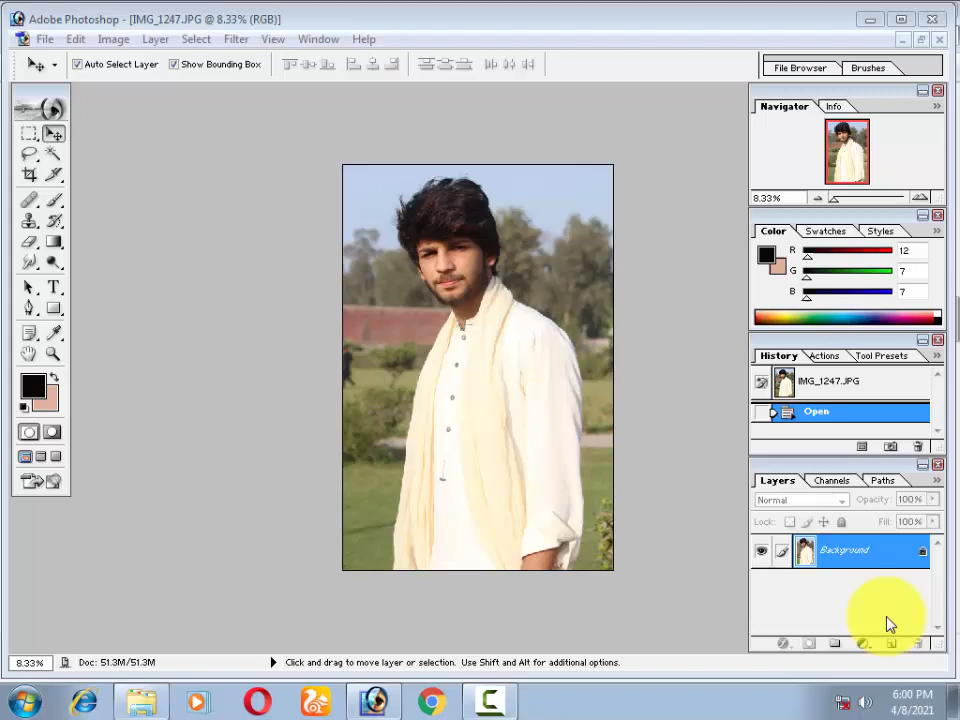 Adobe Photoshop - [IMG_1247.JPG @ 8.33% (RGB)]
File Edit Image Layer Select Filter View Window Help
Auto Select Layer Show Bounding Box
File Browser Brushes
Navigator Info
8.33%
Color Swatches Styles
R 12
G 7
B 7
History Actions Tool Presets
IMG_1247.JPG
Open
Layers Channels Paths
Normal Opacity: 100%
Lock: Fill: 100%
Background
8.33% Doc: 51.3M/51.3M Click and drag to move layer or selection. Use Shift and Alt for additional options.
6:00 PM
4/8/2021